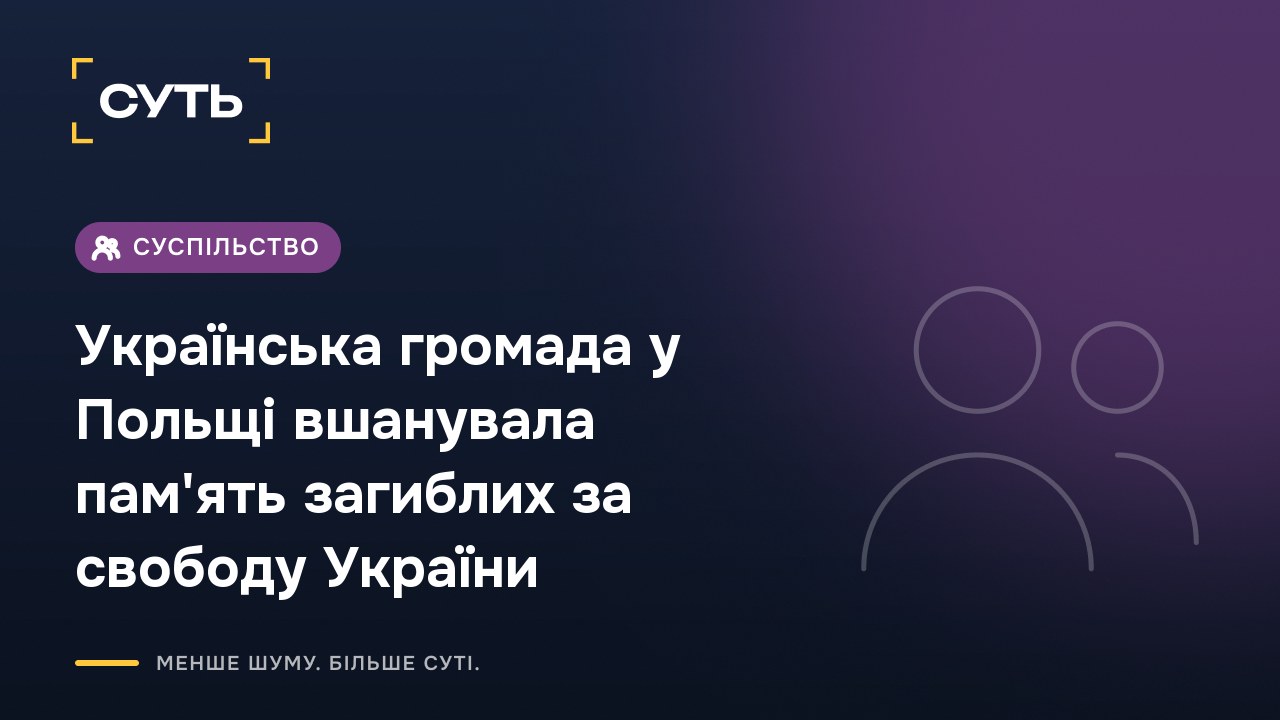 СУТЬ
СУСПІЛЬСТВО
Українська громада у
Польщі вшанувала
пам'ять загиблих за
свободу України
МЕНШЕ ШУМУ. БІЛЬШЕ СУТІ.